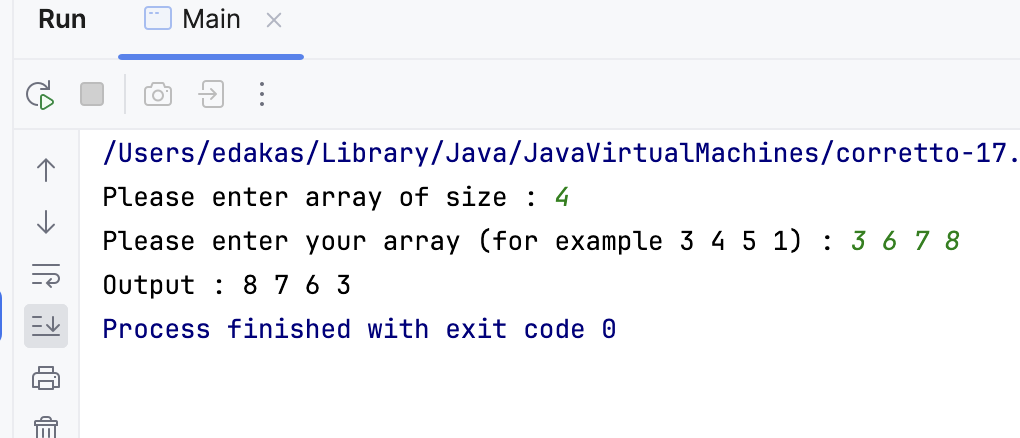 Run Main
/Users/edakas/Library/Java/JavaVirtualMachines/corretto-17.
Please enter array of size : 4
Please enter your array (for example 3 4 5 1) : 3 6 7 8
Output : 8 7 6 3
Process finished with exit code 0